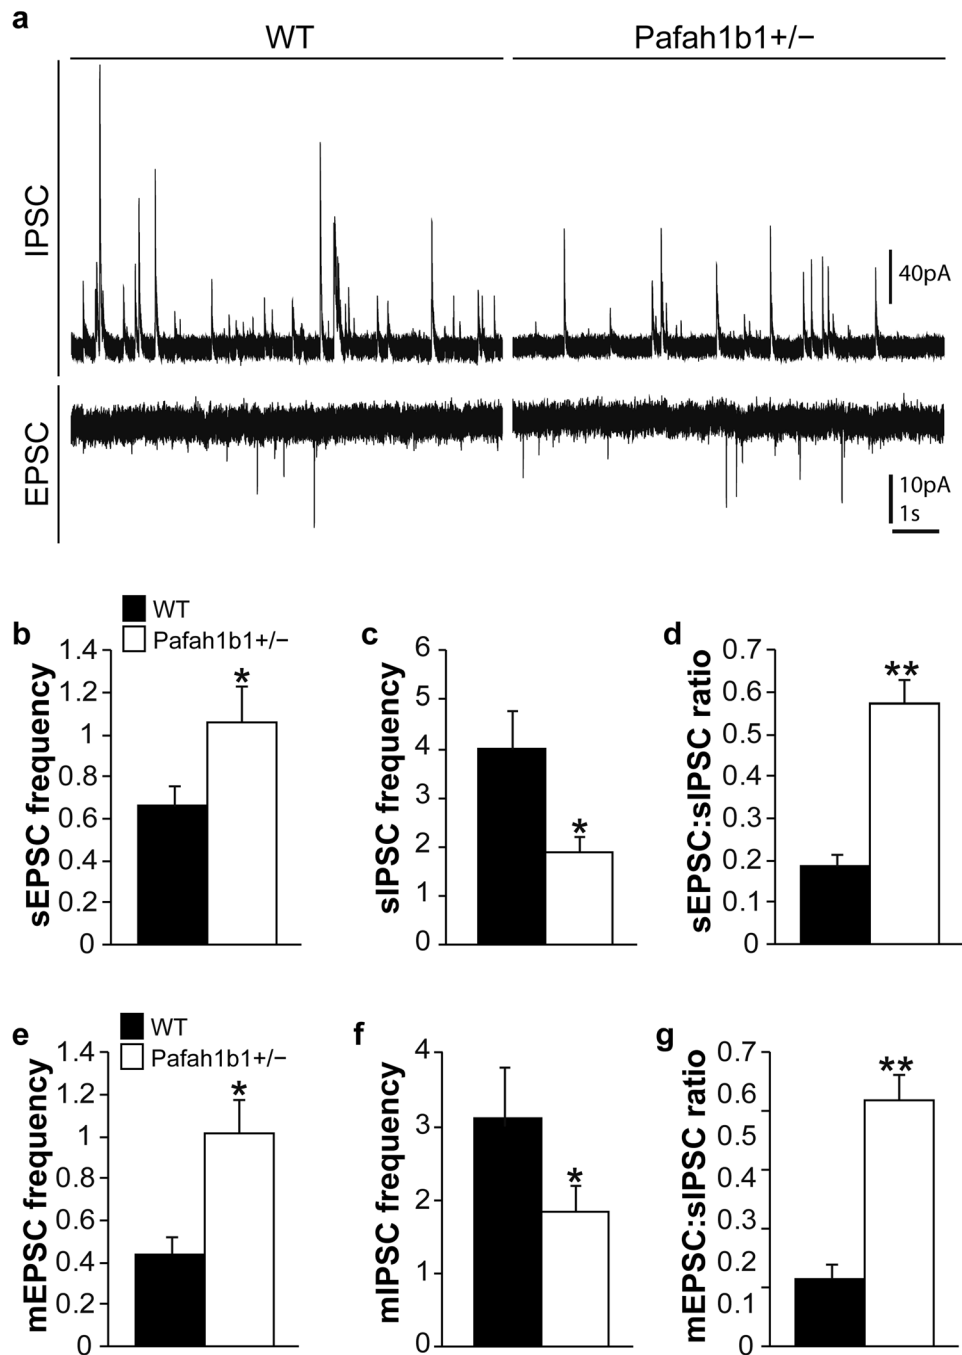 a
WT
Pafah1b1+/−
IPSC
40pA
EPSC
10pA
1s
WT
Pafah1b1+/−
b
sEPSC frequency
1.4
1.2
1
0.8
0.6
0.4
0.2
0
*
c
sIPSC frequency
6
5
4
3
2
1
0
*
d
sEPSC:sIPSC ratio
0.7
0.6
0.5
0.4
0.3
0.2
0.1
0
**
WT
Pafah1b1+/−
e
mEPSC frequency
1.4
1.2
1
0.8
0.6
0.4
0.2
0
*
f
mIPSC frequency
4
3
2
1
0
*
g
mEPSC:sIPSC ratio
0.7
0.6
0.5
0.4
0.3
0.2
0.1
0
**